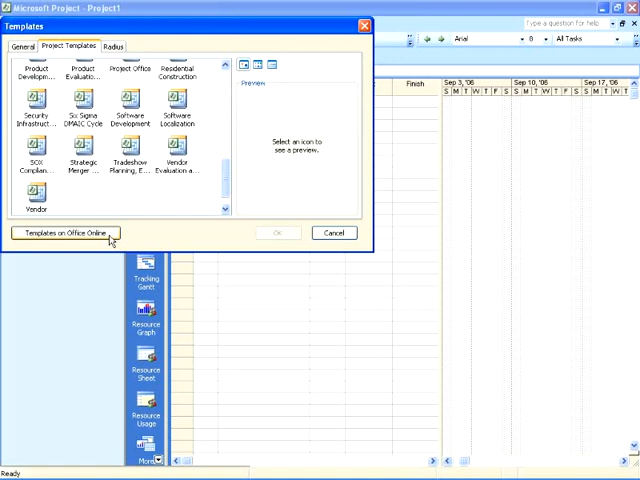 Microsoft Project - Project1
Type a question for help
Arial
8
All Tasks
Templates
General
Project Templates
Radius
Product
Developm...
Product
Evaluatio...
Project Office
Residential
Construction
Security
Infrastruct...
Six Sigma
DMAIC Cycle
Software
Development
Software
Localization
SOX
Complian...
Strategic
Merger ...
Tradeshow
Planning, E...
Vendor
Evaluation a...
Vendor
Preview
Select an icon to
see a preview.
Templates on Office Online
OK
Cancel
Finish
Sep 3, '06
Sep 10, '06
Sep 17, '06
S M T W T F S S M T W T F S S M T W T F S
Tracking
Gantt
Resource
Graph
Resource
Sheet
Resource
Usage
More
Ready